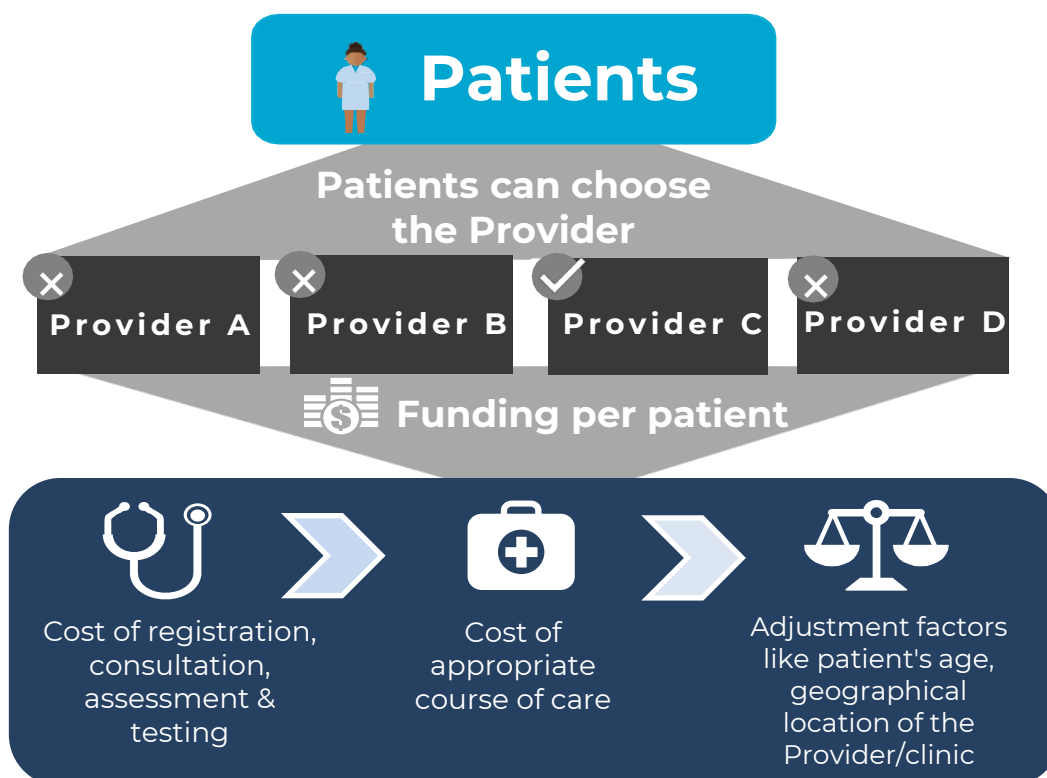 Patients
Patients can choose
the Provider
Provider A
Provider B
Provider C
Provider D
$ Funding per patient
Cost of registration,
consultation,
assessment &
testing
Cost of
appropriate
course of care
Adjustment factors
like patient's age,
geographical
location of the
Provider/clinic